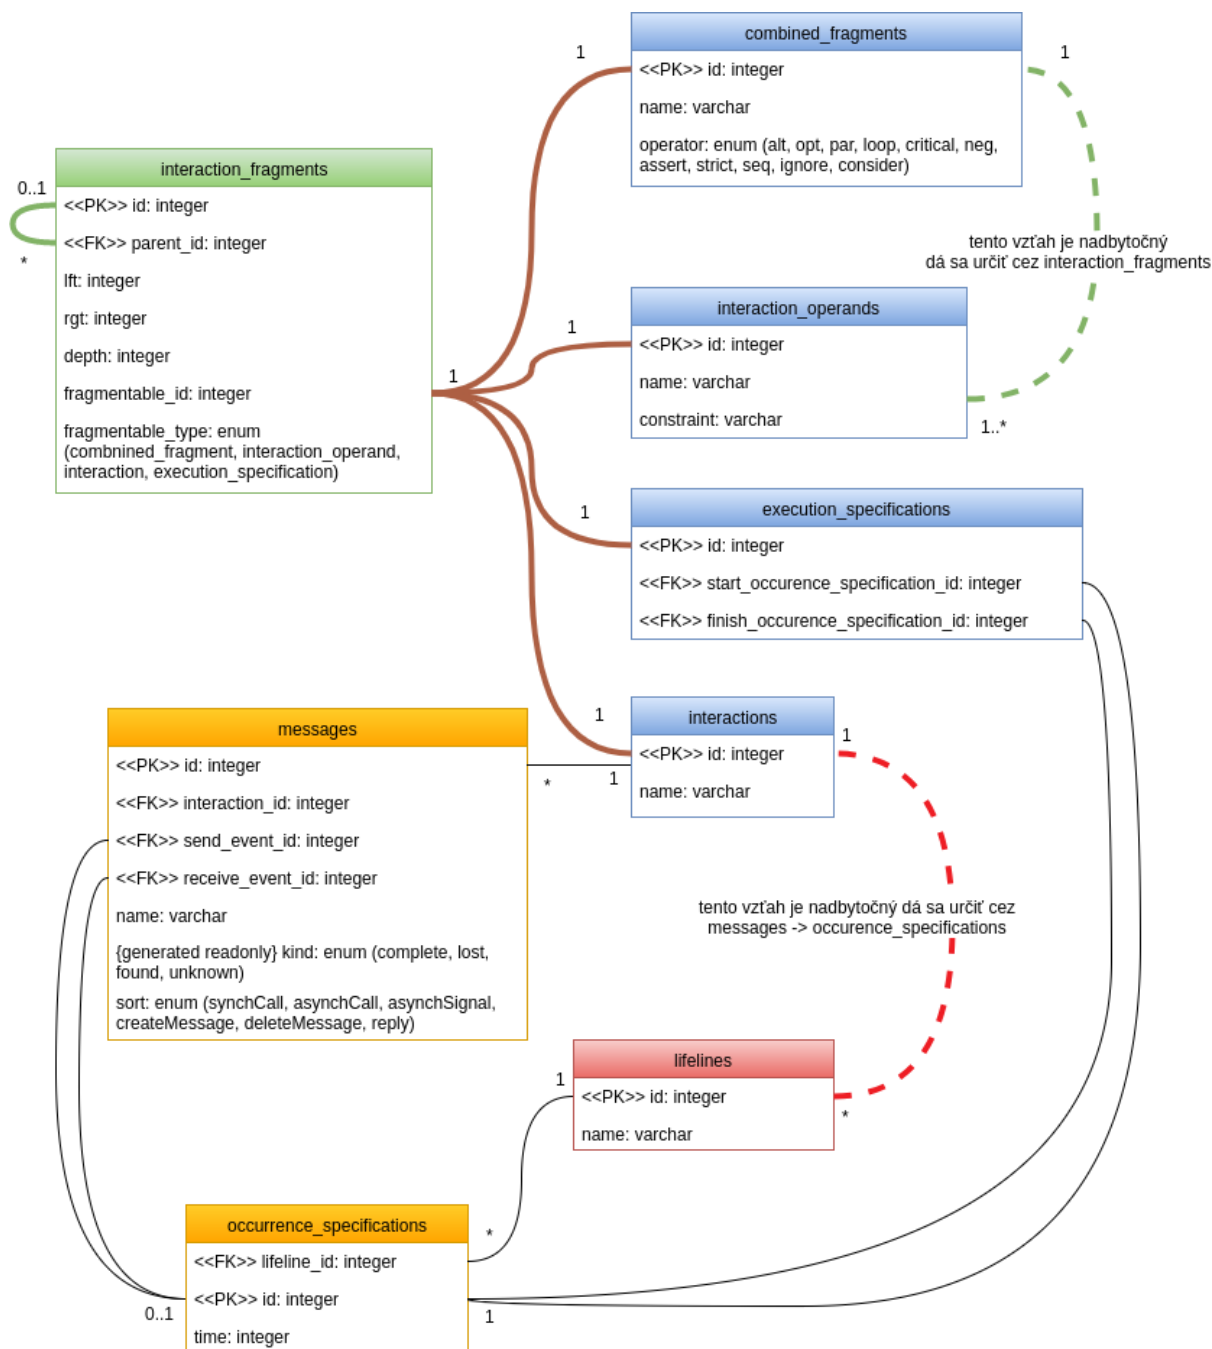 combined_fragments
<<PK>> id: integer
name: varchar
operator: enum (alt, opt, par, loop, critical, neg,
assert, strict, seq, ignore, consider)
1
1
interaction_fragments
<<PK>> id: integer
<<FK>> parent_id: integer
lft: integer
rgt: integer
depth: integer
fragmentable_id: integer
fragmentable_type: enum
(combnined_fragment, interaction_operand,
interaction, execution_specification)
0..1
*
1
tento vzťah je nadbytočný
dá sa určiť cez interaction_fragments
interaction_operands
<<PK>> id: integer
name: varchar
constraint: varchar
1
1..*
execution_specifications
<<PK>> id: integer
<<FK>> start_occurence_specification_id: integer
<<FK>> finish_occurence_specification_id: integer
1
interactions
<<PK>> id: integer
name: varchar
1
1
1
*
messages
<<PK>> id: integer
<<FK>> interaction_id: integer
<<FK>> send_event_id: integer
<<FK>> receive_event_id: integer
name: varchar
{generated readonly} kind: enum (complete, lost,
found, unknown)
sort: enum (synchCall, asynchCall, asynchSignal,
createMessage, deleteMessage, reply)
tento vzťah je nadbytočný dá sa určiť cez
messages -> occurence_specifications
lifelines
<<PK>> id: integer
name: varchar
1
*
occurrence_specifications
<<FK>> lifeline_id: integer
<<PK>> id: integer
time: integer
*
0..1
1